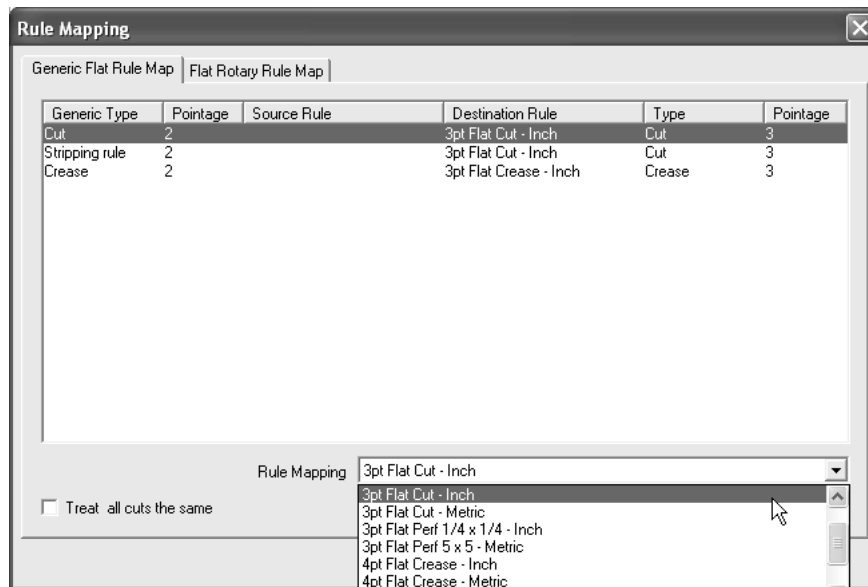 Rule Mapping
Generic Flat Rule Map Flat Rotary Rule Map
Generic Type Pointage Source Rule Destination Rule Type Pointage
Cut 2 3pt Flat Cut - Inch Cut 3
Stripping rule 2 3pt Flat Cut - Inch Cut 3
Crease 2 3pt Flat Crease - Inch Crease 3
Rule Mapping 3pt Flat Cut - Inch
Treat all cuts the same
3pt Flat Cut - Inch
3pt Flat Cut - Metric
3pt Flat Perf 1/4 x 1/4 - Inch
3pt Flat Perf 5 x 5 - Metric
4pt Flat Crease - Inch
4pt Flat Crease - Metric